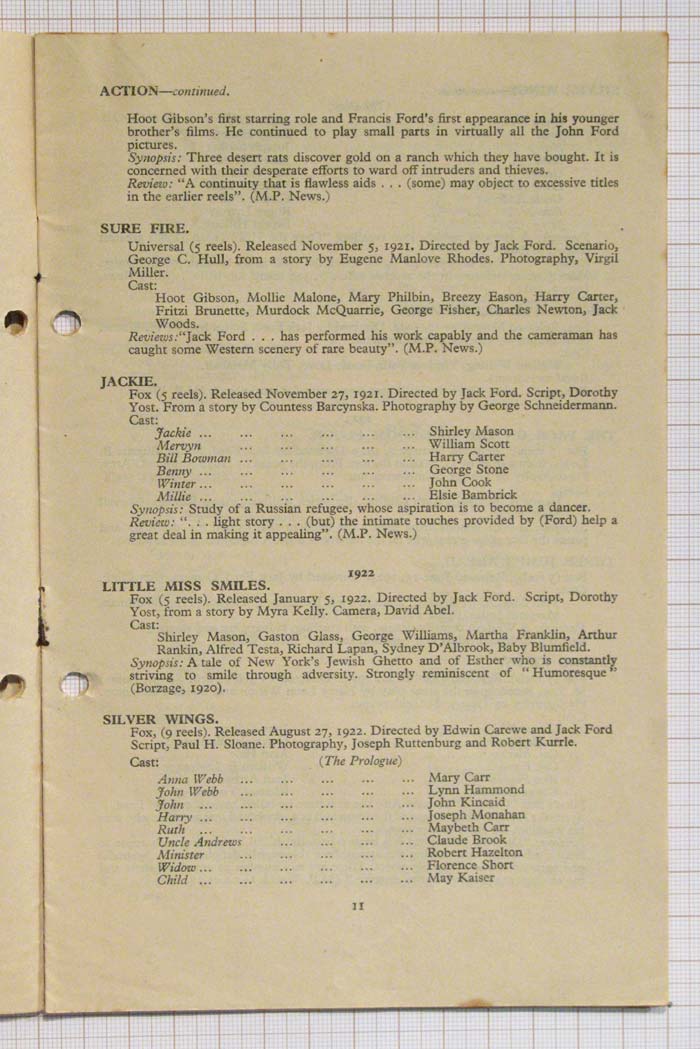 ACTION—continued.
Hoot Gibson's first starring role and Francis Ford's first appearance in his younger
brother's films. He continued to play small parts in virtually all the John Ford
pictures.
Synopsis: Three desert rats discover gold on a ranch which they have bought. It is
concerned with their desperate efforts to ward off intruders and thieves.
Review: "A continuity that is flawless aids . . . (some) may object to excessive titles
in the earlier reels". (M.P. News.)
SURE FIRE.
Universal (5 reels). Released November 5, 1921. Directed by Jack Ford. Scenario,
George C. Hull, from a story by Eugene Manlove Rhodes. Photography, Virgil
Miller.
Cast:
Hoot Gibson, Mollie Malone, Mary Philbin, Breezy Eason, Harry Carter,
Fritzi Brunette, Murdock McQuarrie, George Fisher, Charles Newton, Jack
Woods.
Reviews:"Jack Ford . . . has performed his work capably and the cameraman has
caught some Western scenery of rare beauty". (M.P. News.)
JACKIE.
Fox (5 reels). Released November 27, 1921. Directed by Jack Ford. Script, Dorothy
Yost. From a story by Countess Barcynska. Photography by George Schneidermann.
Cast:
Jackie ... ... ... ... ... ... Shirley Mason
Mervyn ... ... ... ... ... William Scott
Bill Bowman ... ... ... ... ... Harry Carter
Benny ... ... ... ... ... ... George Stone
Winter ... ... ... ... ... ... John Cook
Millie ... ... ... ... ... ... Elsie Bambrick
Synopsis: Study of a Russian refugee, whose aspiration is to become a dancer.
Review: ". . . light story . . . (but) the intimate touches provided by (Ford) help a
great deal in making it appealing". (M.P. News.)
1922
LITTLE MISS SMILES.
Fox (5 reels). Released January 5, 1922. Directed by Jack Ford. Script, Dorothy
Yost, from a story by Myra Kelly. Camera, David Abel.
Cast:
Shirley Mason, Gaston Glass, George Williams, Martha Franklin, Arthur
Rankin, Alfred Testa, Richard Lapan, Sydney D'Albrook, Baby Blumfield.
Synopsis: A tale of New York's Jewish Ghetto and of Esther who is constantly
striving to smile through adversity. Strongly reminiscent of "Humoresque"
(Borzage, 1920).
SILVER WINGS.
Fox, (9 reels). Released August 27, 1922. Directed by Edwin Carewe and Jack Ford
Script, Paul H. Sloane. Photography, Joseph Ruttenburg and Robert Kurrle.
Cast: (The Prologue)
Anna Webb ... ... ... ... ... Mary Carr
John Webb ... ... ... ... ... Lynn Hammond
John ... ... ... ... ... ... John Kincaid
Harry ... ... ... ... ... ... Joseph Monahan
Ruth ... ... ... ... ... ... Maybeth Carr
Uncle Andrews ... ... ... ... Claude Brook
Minister ... ... ... ... ... Robert Hazelton
Widow ... ... ... ... ... ... Florence Short
Child ... ... ... ... ... ... May Kaiser
11